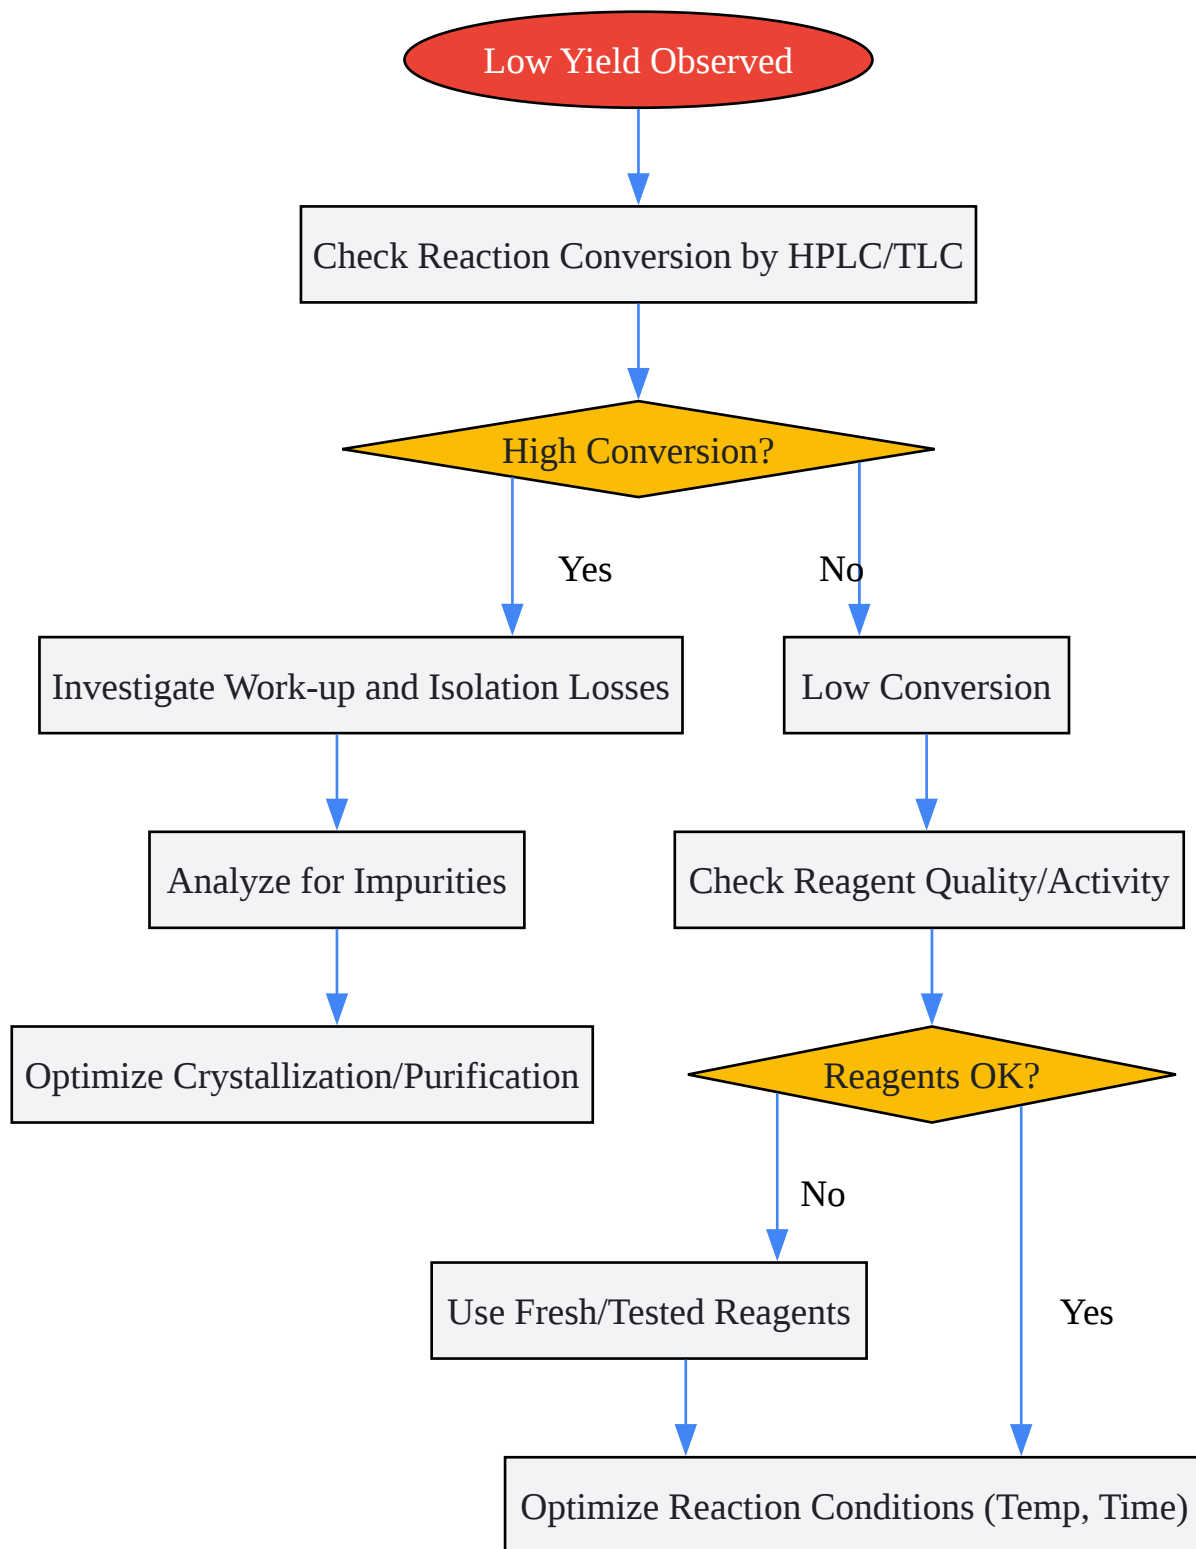 Low Yield Observed
Check Reaction Conversion by HPLC/TLC
High Conversion?
Yes
No
Investigate Work-up and Isolation Losses
Low Conversion
Analyze for Impurities
Check Reagent Quality/Activity
Optimize Crystallization/Purification
Reagents OK?
No
Use Fresh/Tested Reagents
Yes
Optimize Reaction Conditions (Temp, Time)